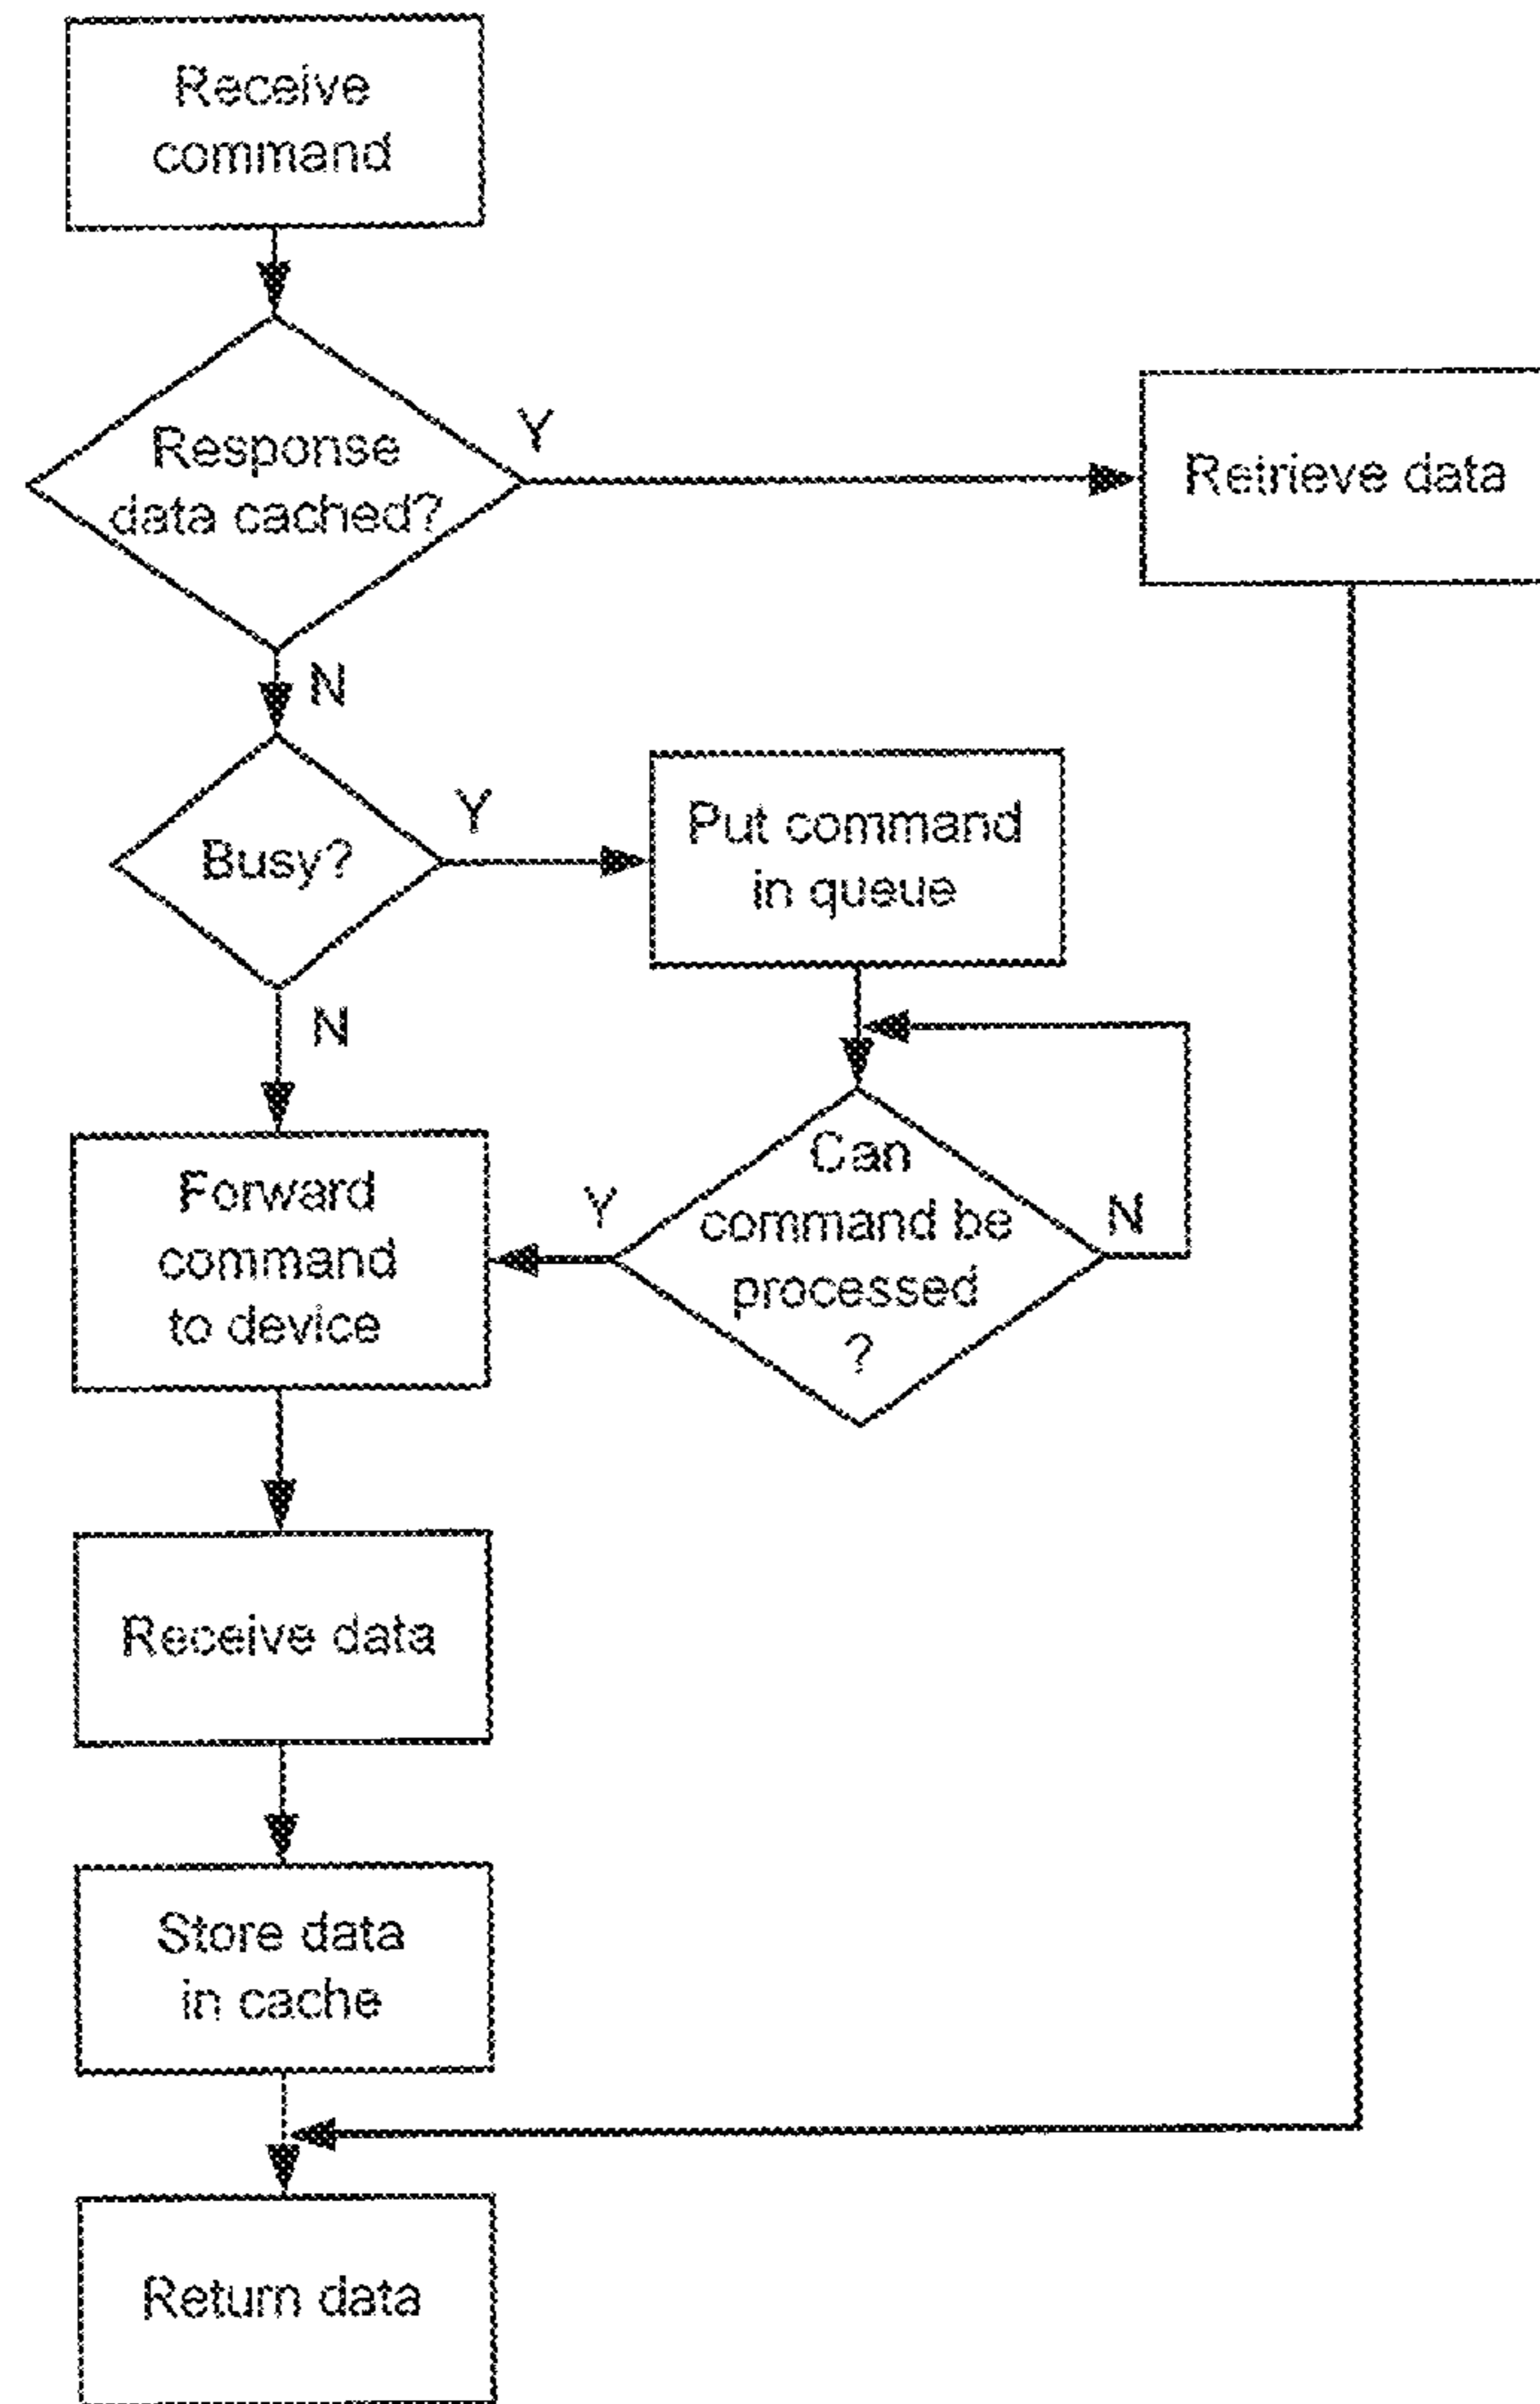 Receive
command
Response
data cached?
Y
Retrieve data
N
Busy?
Y
Put command
in queue
N
Forward
command
to device
Y
Can
command be
processed
?
N
Receive data
Store data
in cache
Return data